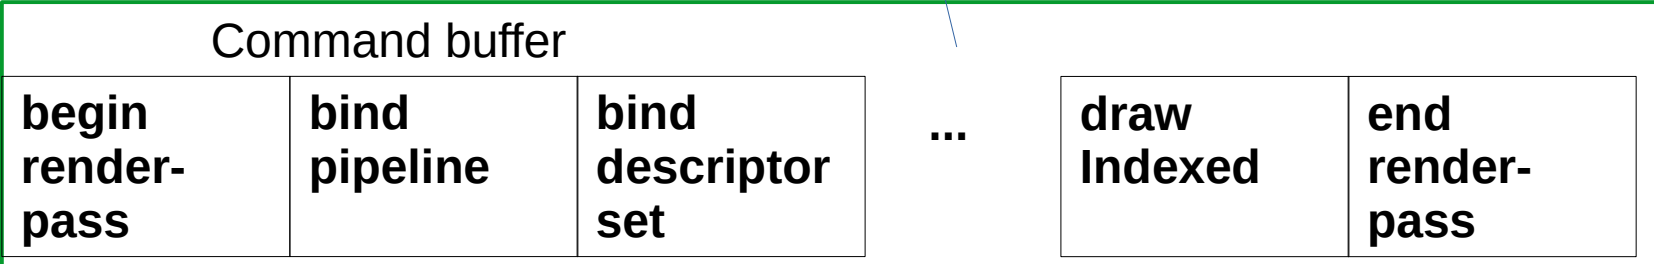 Command buffer
begin
render-
pass
bind
pipeline
bind
descriptor
set
...
draw
Indexed
end
render-
pass